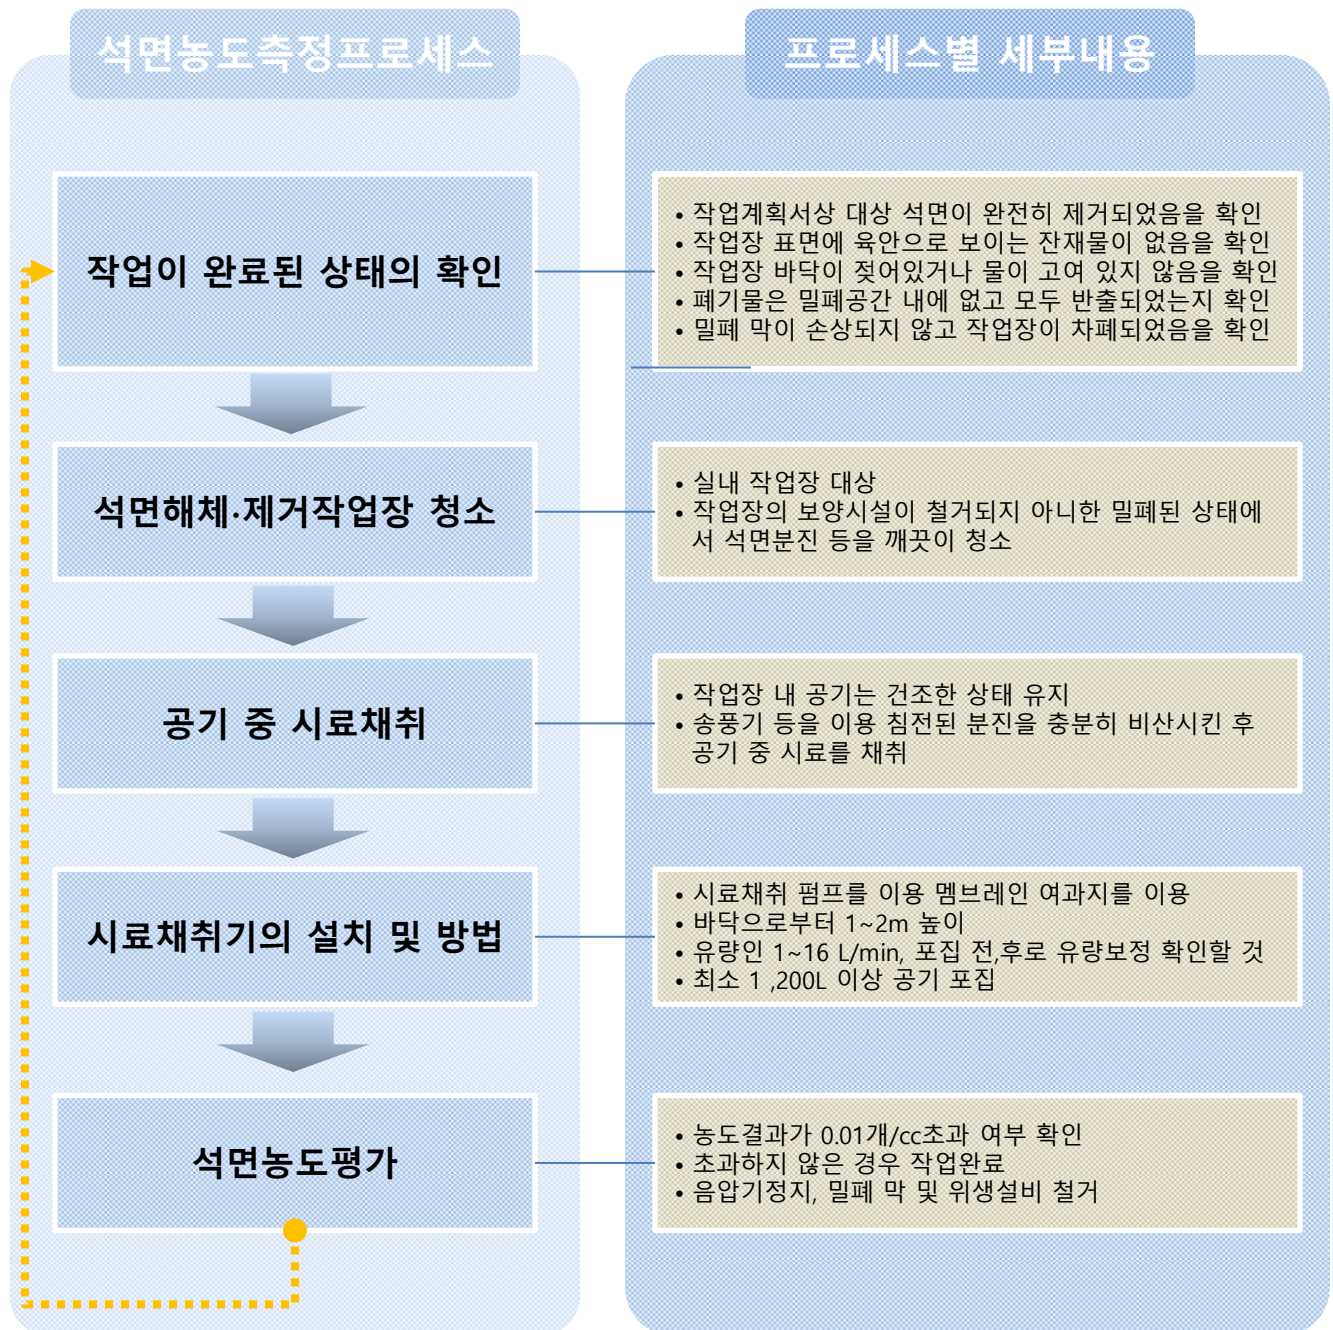 석면농도측정프로세스
프로세스별 세부내용
작업이 완료된 상태의 확인
• 작업계획서상 대상 석면이 완전히 제거되었음을 확인
• 작업장 표면에 육안으로 보이는 잔재물이 없음을 확인
• 작업장 바닥이 젖어있거나 물이 고여 있지 않음을 확인
• 폐기물은 밀폐공간 내에 없고 모두 반출되었는지 확인
• 밀폐 막이 손상되지 않고 작업장이 차폐되었음을 확인
석면해체·제거작업장 청소
• 실내 작업장 대상
• 작업장의 보양시설이 철거되지 아니한 밀폐된 상태에
서 석면분진 등을 깨끗이 청소
공기 중 시료채취
• 작업장 내 공기는 건조한 상태 유지
• 송풍기 등을 이용 침전된 분진을 충분히 비산시킨 후
공기 중 시료를 채취
시료채취기의 설치 및 방법
• 시료채취 펌프를 이용 멤브레인 여과지를 이용
• 바닥으로부터 1~2m 높이
• 유량인 1~16 L/min, 포집 전,후로 유량보정 확인할 것
• 최소 1 ,200L 이상 공기 포집
석면농도평가
• 농도결과가 0.01개/cc초과 여부 확인
• 초과하지 않은 경우 작업완료
• 음압기정지, 밀폐 막 및 위생설비 철거